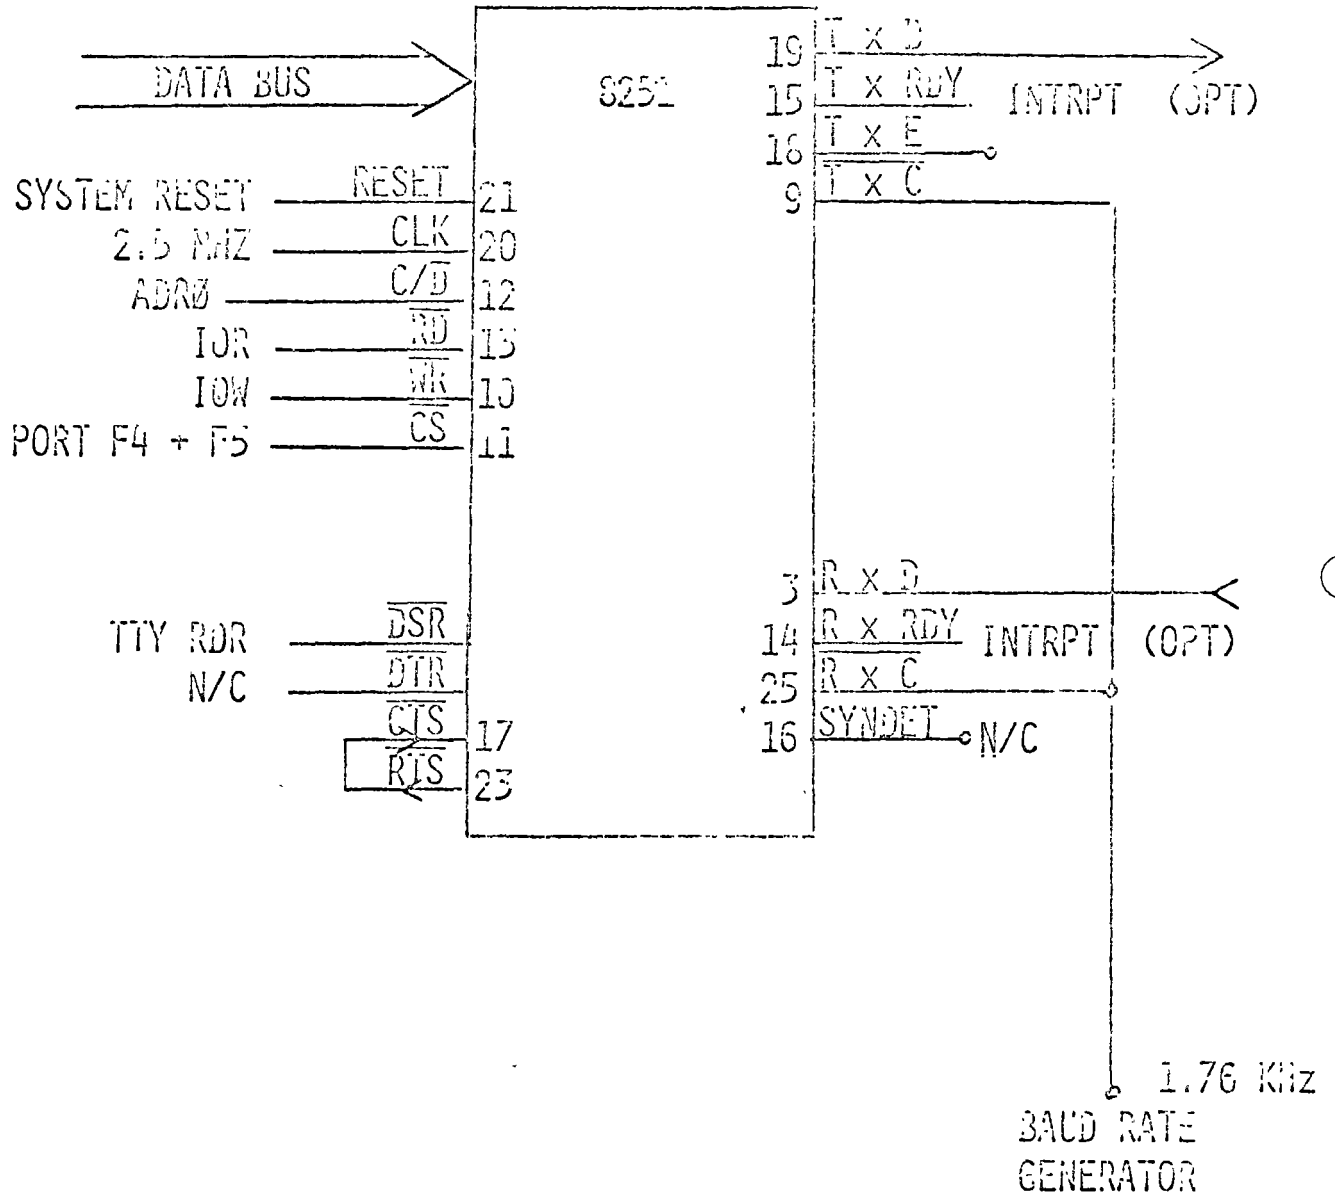 DATA BUS
8251
19 T x D
15 T x RDY INTRPT (OPT)
18 T x E
9 T x C
SYSTEM RESET RESET 21
2.5 MHZ CLK 20
ADR0 C/D 12
IOR RD 13
IOW WR 10
PORT F4 + F5 CS 11
3 R x D
TTY RDR DSR
14 R x RDY INTRPT (OPT)
N/C DTR
25 R x C
CTS 17
16 SYNDET N/C
RTS 23
1.76 KHz
BAUD RATE
GENERATOR